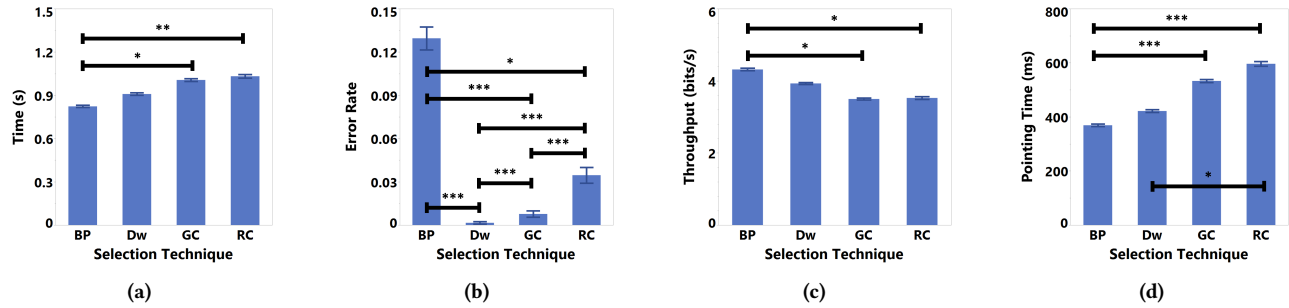 Time (s)
1.5
1.2
0.9
0.6
0.3
0
**
*
BP Dw GC RC
Selection Technique
(a)
Error Rate
0.15
0.12
0.09
0.06
0.03
0
*
***
***
***
***
***
BP Dw GC RC
Selection Technique
(b)
Throughput (bits/s)
6
4
2
0
*
*
BP Dw GC RC
Selection Technique
(c)
Pointing Time (ms)
800
600
400
200
0
***
***
*
BP Dw GC RC
Selection Technique
(d)